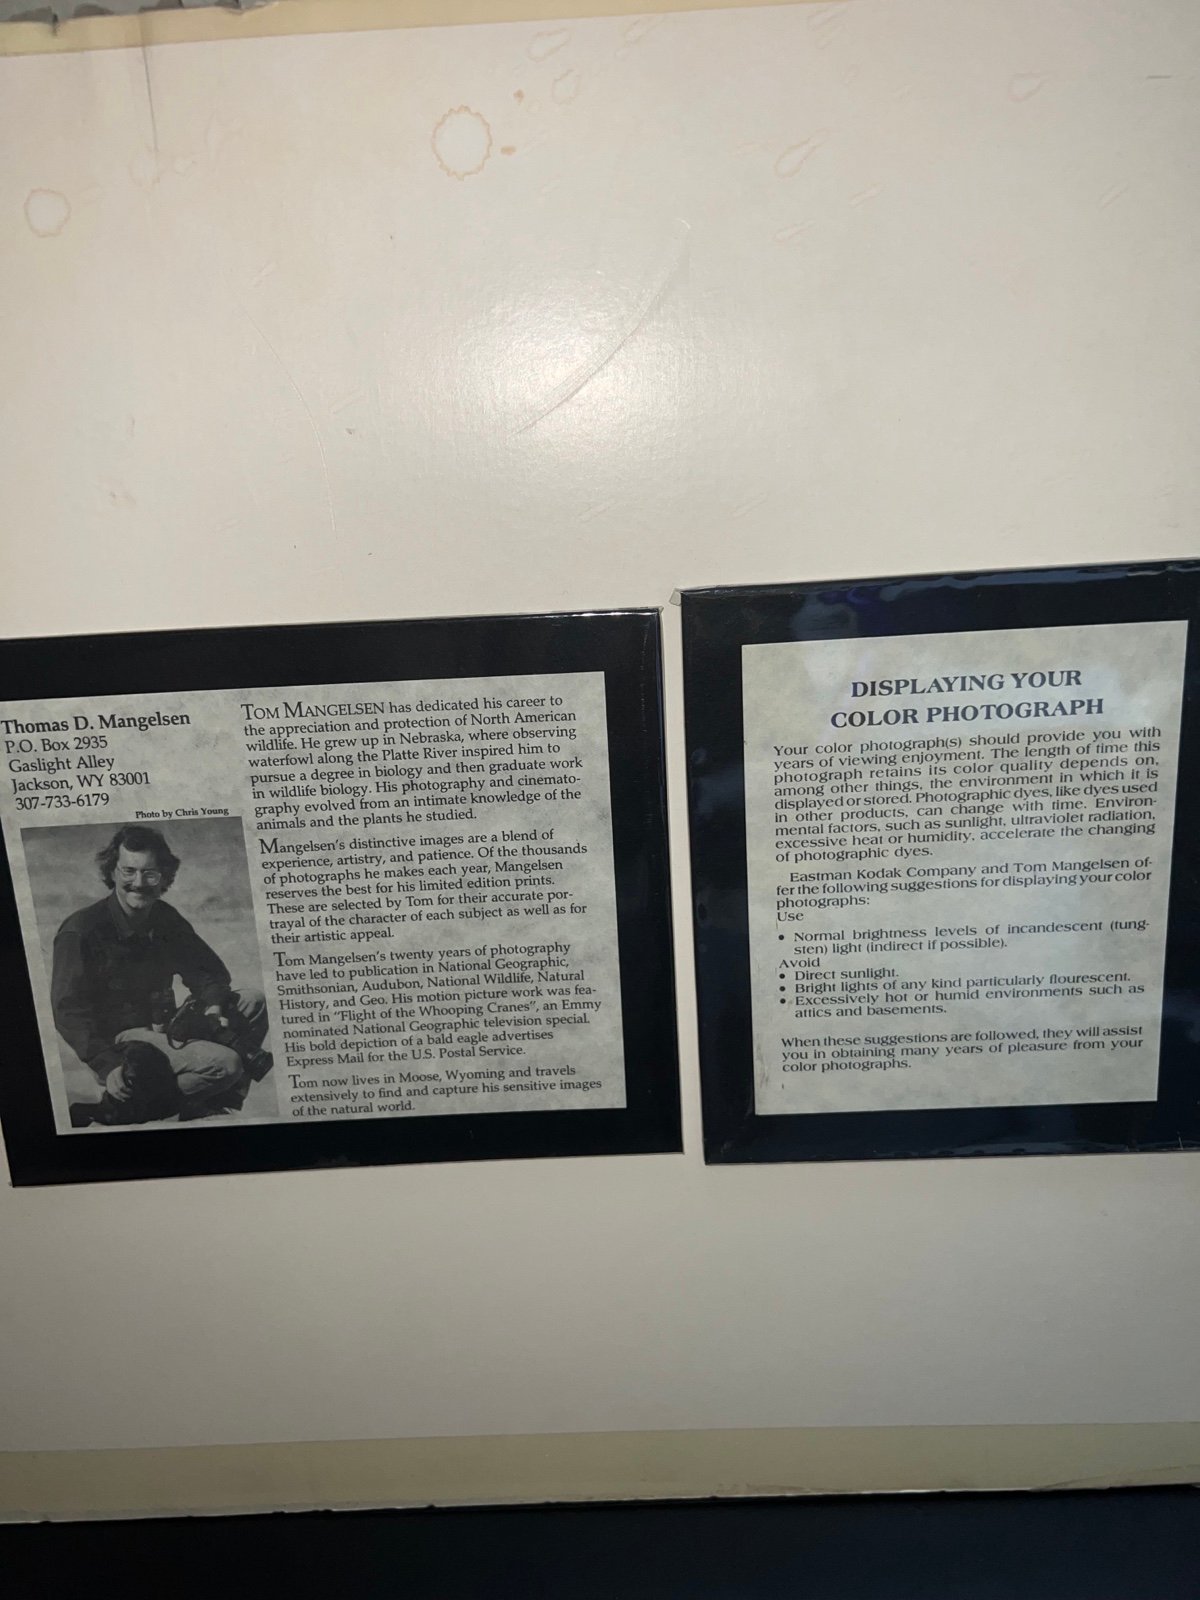 Thomas D. Mangelsen
P.O. Box 2935
Gaslight Alley
Jackson, WY 83001
307-733-6179
Photo by Chris Young
TOM MANGELSEN has dedicated his career to
the appreciation and protection of North American
wildlife. He grew up in Nebraska, where observing
waterfowl along the Platte River inspired him to
pursue a degree in biology and then graduate work
in wildlife biology. His photography and cinemato-
graphy evolved from an intimate knowledge of the
animals and the plants he studied.
Mangelsen's distinctive images are a blend of
experience, artistry, and patience. Of the thousands
of photographs he makes each year, Mangelsen
reserves the best for his limited edition prints.
These are selected by Tom for their accurate por-
trayal of the character of each subject as well as for
their artistic appeal.
Tom Mangelsen's twenty years of photography
have led to publication in National Geographic,
Smithsonian, Audubon, National Wildlife, Natural
History, and Geo. His motion picture work was fea-
tured in "Flight of the Whooping Cranes", an Emmy
nominated National Geographic television special.
His bold depiction of a bald eagle advertises
Express Mail for the U.S. Postal Service.
Tom now lives in Moose, Wyoming and travels
extensively to find and capture his sensitive images
of the natural world.
DISPLAYING YOUR
COLOR PHOTOGRAPH
Your color photograph(s) should provide you with
years of viewing enjoyment. The length of time this
photograph retains its color quality depends on,
among other things, the environment in which it is
displayed or stored. Photographic dyes, like dyes used
in other products, can change with time. Environ-
mental factors, such as sunlight, ultraviolet radiation,
excessive heat or humidity, accelerate the changing
of photographic dyes.
Eastman Kodak Company and Tom Mangelsen of-
fer the following suggestions for displaying your color
photographs:
Use
• Normal brightness levels of incandescent (tung-
sten) light (indirect if possible).
Avoid
• Direct sunlight.
• Bright lights of any kind particularly flourescent.
• Excessively hot or humid environments such as
attics and basements.
When these suggestions are followed, they will assist
you in obtaining many years of pleasure from your
color photographs.